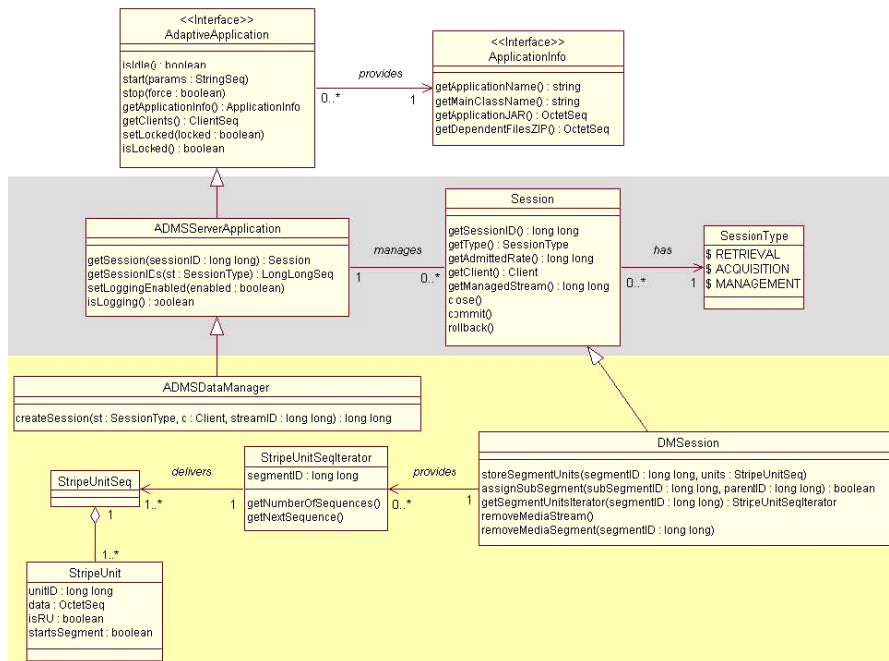 <<Interface>>
AdaptiveApplication
isIdle() : boolean
start(params : StringSeq)
stop(force : boolean)
getApplicationInfo() : ApplicationInfo
getClients() : ClientSeq
setLocked(locked : boolean)
isLocked() : boolean
provides
0..*
1
<<Interface>>
ApplicationInfo
getApplicationName() : string
getMainClassName() : string
getApplicationJAR() : OctetSeq
getDependentFilesZIP() : OctetSeq
ADMSServerApplication
getSession(sessionID : long long) : Session
getSessionIDs(st : SessionType) : LongLongSeq
setLoggingEnabled(enabled : boolean)
isLogging() : boolean
manages
1
0..*
Session
getSessionID() : long long
getType() : SessionType
getAdmittedRate() : long long
getClient() : Client
getManagedStream() : long long
close()
commit()
rollback()
has
0..*
1
SessionType
$ RETRIEVAL
$ ACQUISITION
$ MANAGEMENT
ADMSDataManager
createSession(st : SessionType, c : Client, streamID : long long) : long long
StripeUnitSeq
delivers
1..*
1
StripeUnitSeqIterator
segmentID : long long
getNumberOfSequences()
getNextSequence()
provides
0..*
1
DMSession
storeSegmentUnits(segmentID : long long, units : StripeUnitSeq)
assignSubSegment(subSegmentID : long long, parentID : long long) : boolean
getSegmentUnitsIterator(segmentID : long long) : StripeUnitSeqIterator
removeMediaStream()
removeMediaSegment(segmentID : long long)
1
1..*
StripeUnit
unitID : long long
data : OctetSeq
isRU : boolean
startsSegment : boolean